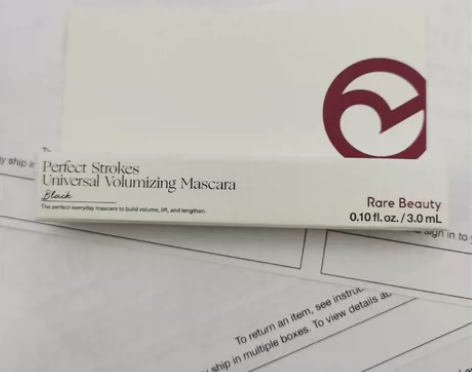 y ship
Perfect Strokes
Universal Volumizing Mascara
Black
The perfect everyday mascara to build volume, lift, and lengthen.
Rare Beauty
0.10 fl. oz. / 3.0 mL
sign in to
To return an item, see
ship in multiple boxes. To view details